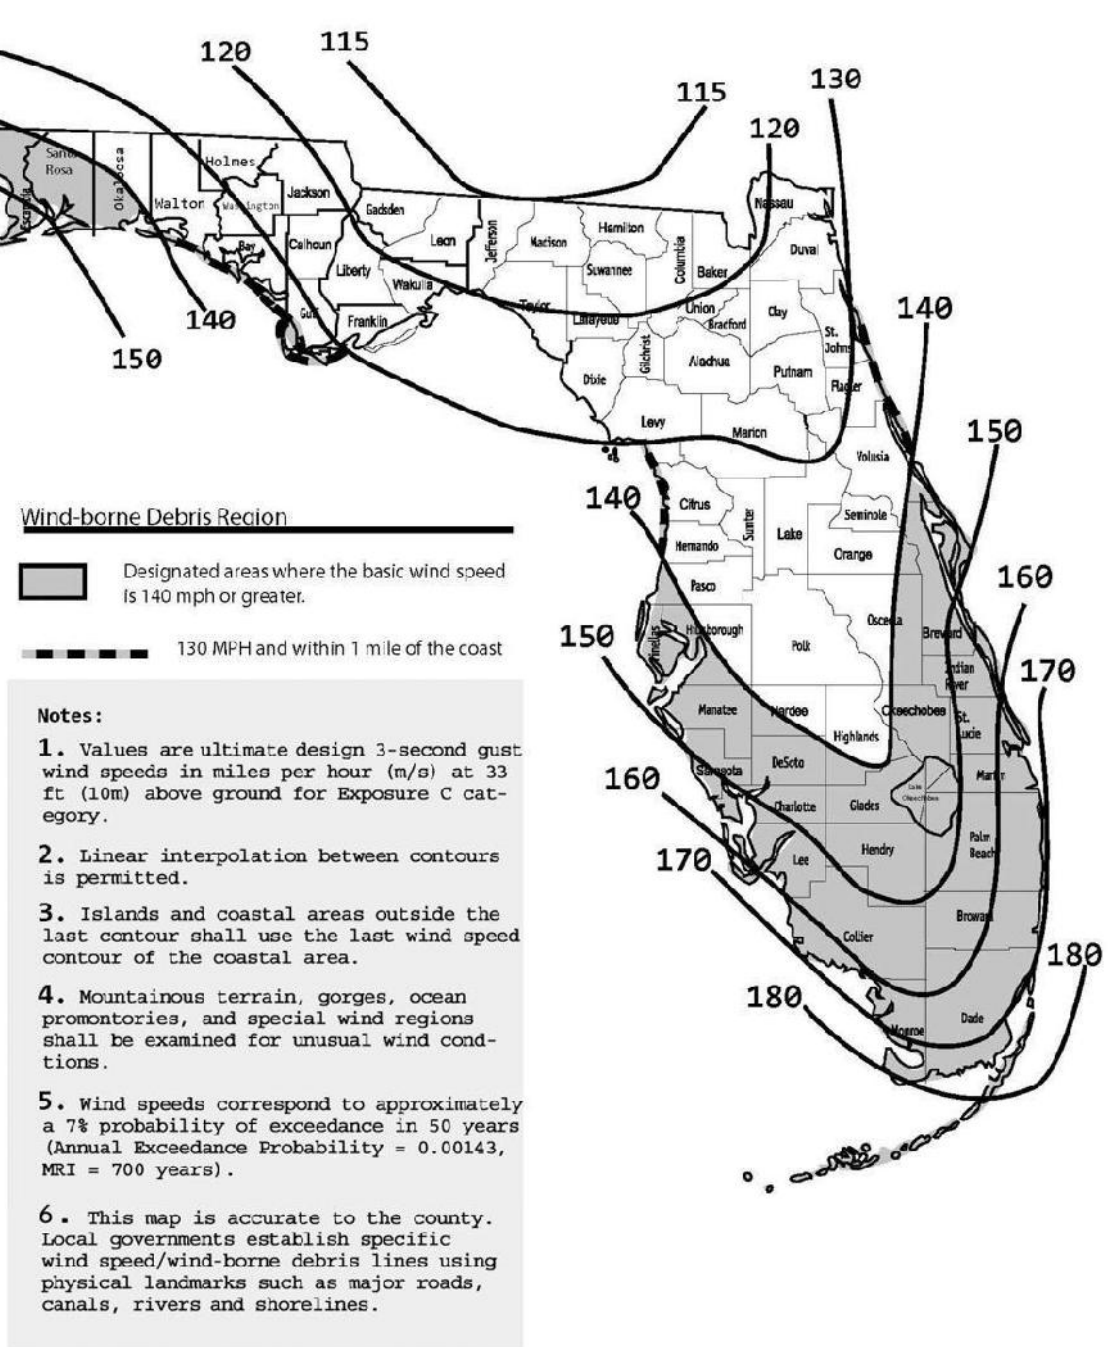 115
120
130
115
120
Holmes
Santa
Rosa
Okaloosa
Escambia
Walton
Washington
Jackson
Gadsden
Nassau
Leon
Jefferson
Madison
Hamilton
Columbia
Duval
Bay
Calhoun
Liberty
Wakulla
Suwannee
Baker
Taylor
Lafayette
Union
Bradford
Clay
Gulf
Franklin
140
150
140
St.
Johns
Gilchrist
Alachua
Putnam
Dixie
Flagler
Levy
Marion
150
Volusia
140
Citrus
Sumter
Lake
Seminole
Hernando
Orange
Wind-borne Debris Region
Designated areas where the basic wind speed
is 140 mph or greater.
130 MPH and within 1 mile of the coast
Pasco
160
Osceola
Brevard
150
Pinellas
Hillsborough
Polk
Indian
River
170
Manatee
Hardee
Highlands
Okeechobee
St.
Lucie
Sarasota
DeSoto
Martin
160
Charlotte
Glades
Lake
Okeechobee
170
Lee
Hendry
Palm
Beach
Collier
Broward
180
180
Monroe
Dade
Notes:
1. Values are ultimate design 3-second gust
wind speeds in miles per hour (m/s) at 33
ft (10m) above ground for Exposure C cat-
egory.
2. Linear interpolation between contours
is permitted.
3. Islands and coastal areas outside the
last contour shall use the last wind speed
contour of the coastal area.
4. Mountainous terrain, gorges, ocean
promontories, and special wind regions
shall be examined for unusual wind cond-
tions.
5. Wind speeds correspond to approximately
a 7% probability of exceedance in 50 years
(Annual Exceedance Probability = 0.00143,
MRI = 700 years).
6. This map is accurate to the county.
Local governments establish specific
wind speed/wind-borne debris lines using
physical landmarks such as major roads,
canals, rivers and shorelines.